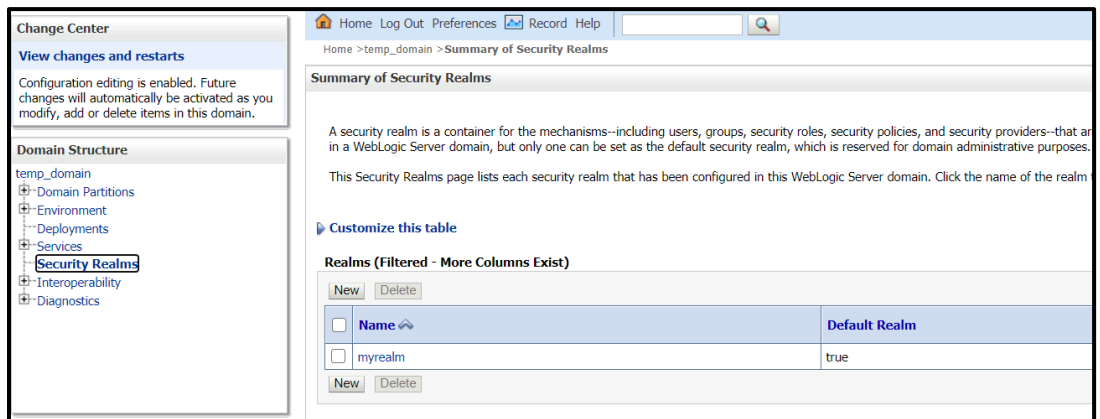 Change Center
View changes and restarts
Configuration editing is enabled. Future
changes will automatically be activated as you
modify, add or delete items in this domain.
Domain Structure
temp_domain
Domain Partitions
Environment
Deployments
Services
Security Realms
Interoperability
Diagnostics
Home Log Out Preferences Record Help
Home >temp_domain >Summary of Security Realms
Summary of Security Realms
A security realm is a container for the mechanisms--including users, groups, security roles, security policies, and security providers--that
in a WebLogic Server domain, but only one can be set as the default security realm, which is reserved for domain administrative purposes.
This Security Realms page lists each security realm that has been configured in this WebLogic Server domain. Click the name of the realm
Customize this table
Realms (Filtered - More Columns Exist)
New Delete
Name Default Realm
myrealm true
New Delete